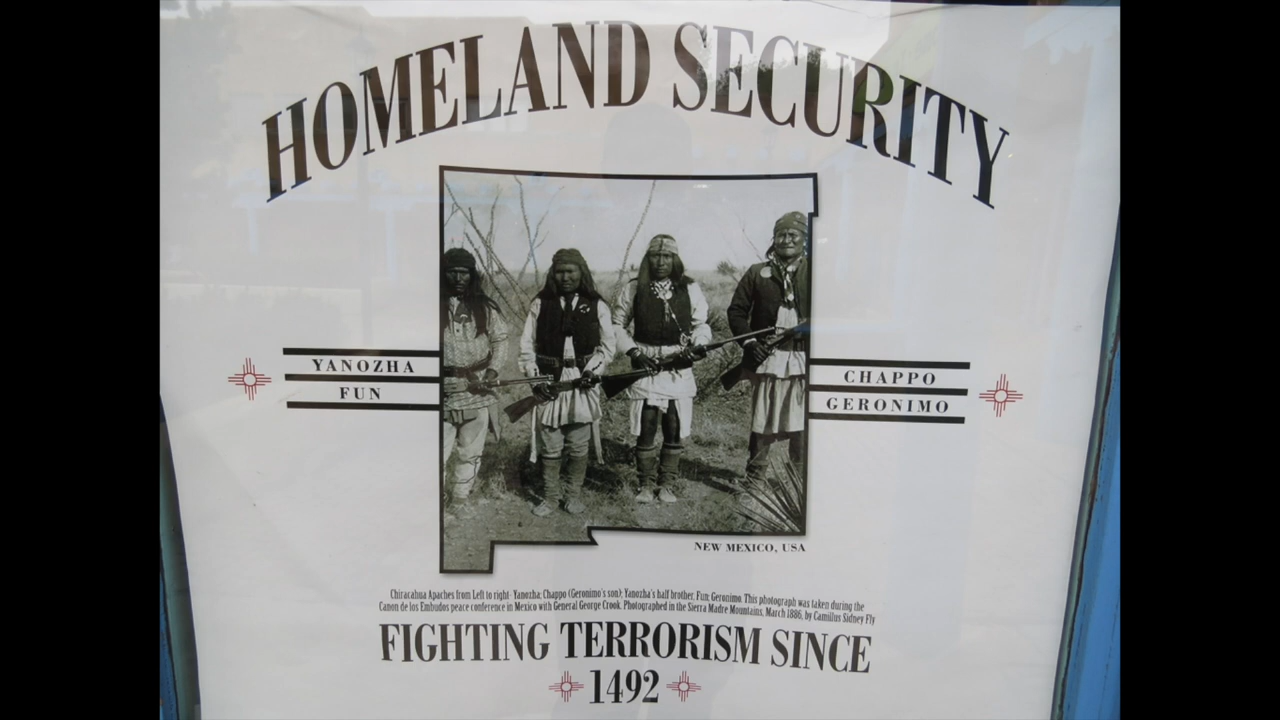 HOMELAND SECURITY
YANOZHA
FUN
CHAPPO
GERONIMO
NEW MEXICO, USA
Chiracahua Apaches from Left to right- Yanozha; Chappo (Geronimo's son); Yanozha's half brother, Fun; Geronimo. This photograph was taken during the
Canon de los Embudos peace conference in Mexico with General George Crook. Photographed in the Sierra Madre Mountains, March 1886, by Camillus Sidney Fly
FIGHTING TERRORISM SINCE
1492